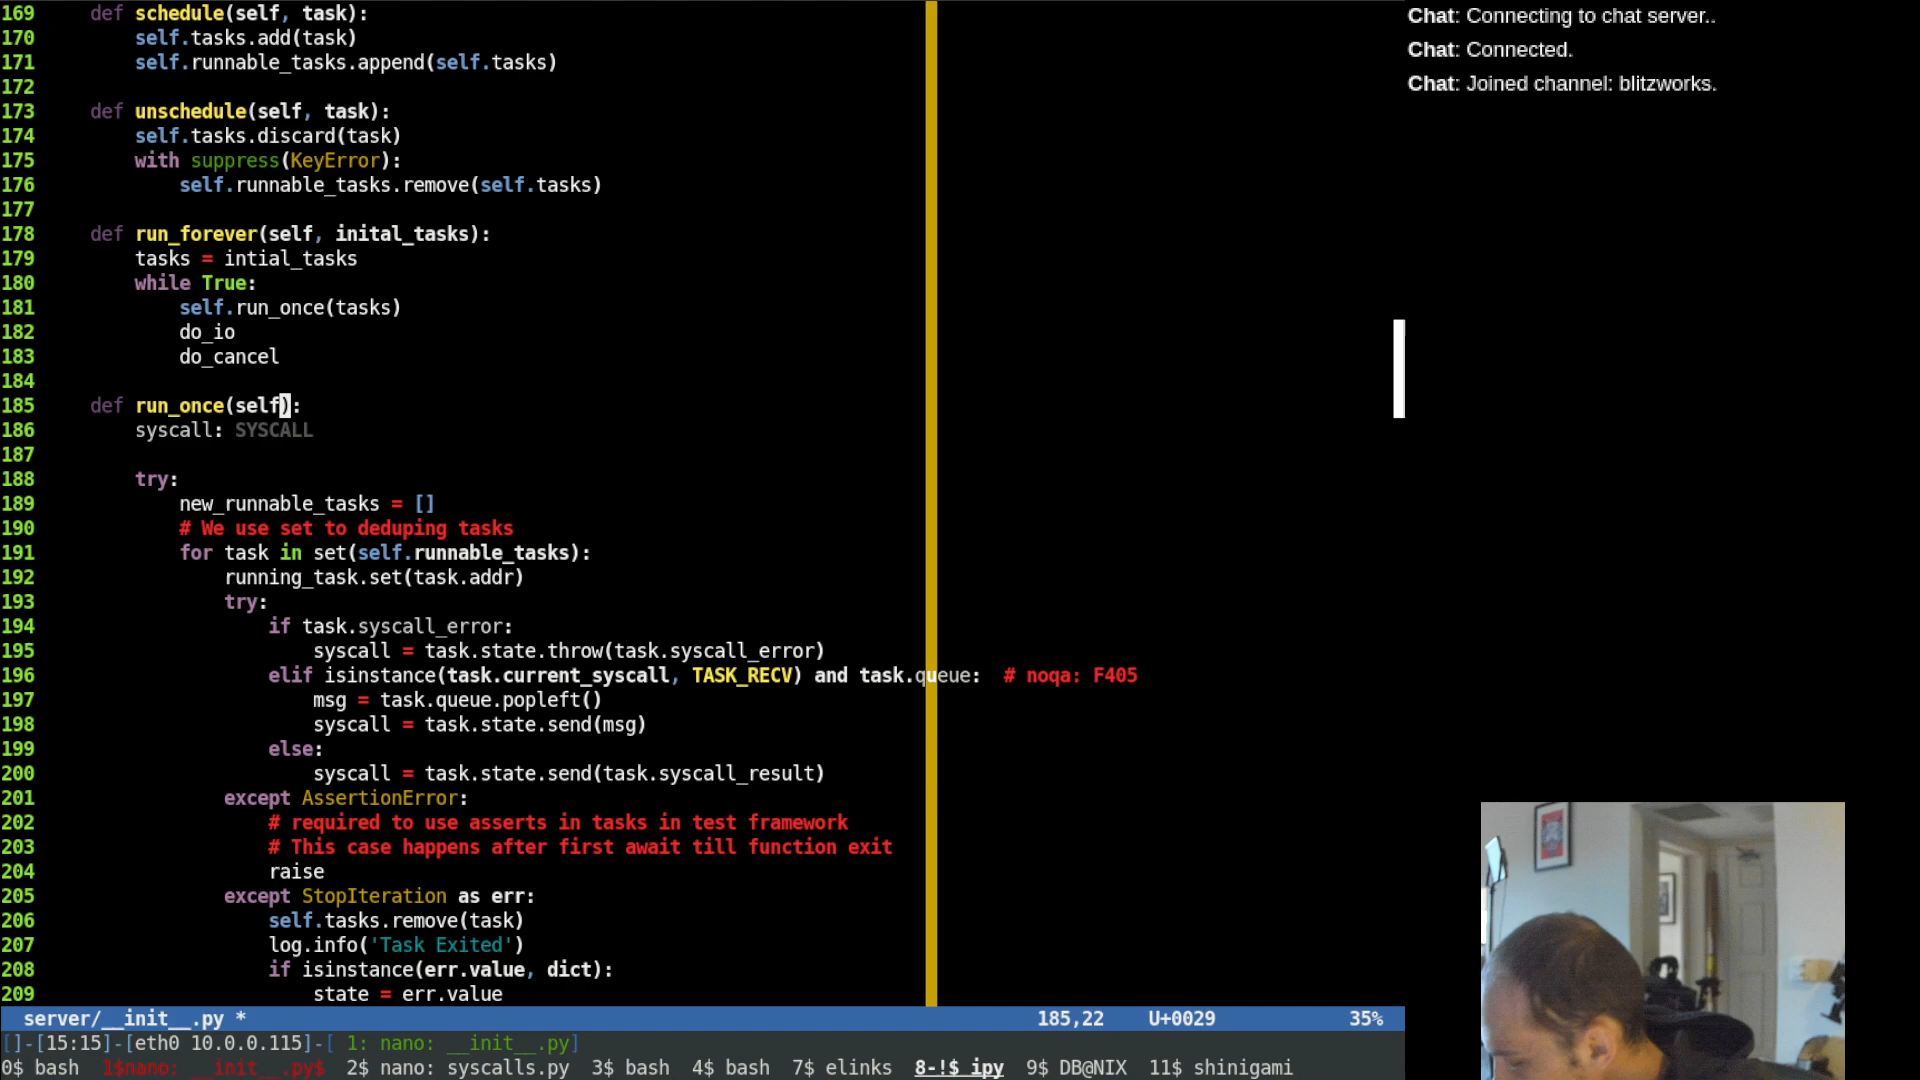 169     def schedule(self, task):
170         self.tasks.add(task)
171         self.runnable_tasks.append(self.tasks)
172
173     def unschedule(self, task):
174         self.tasks.discard(task)
175         with suppress(KeyError):
176             self.runnable_tasks.remove(self.tasks)
177
178     def run_forever(self, inital_tasks):
179         tasks = intial_tasks
180         while True:
181             self.run_once(tasks)
182             do_io
183             do_cancel
184
185     def run_once(self):
186         syscall: SYSCALL
187
188         try:
189             new_runnable_tasks = []
190             # We use set to deduping tasks
191             for task in set(self.runnable_tasks):
192                 running_task.set(task.addr)
193                 try:
194                     if task.syscall_error:
195                         syscall = task.state.throw(task.syscall_error)
196                     elif isinstance(task.current_syscall, TASK_RECV) and task.queue:  # noqa: F405
197                         msg = task.queue.popleft()
198                         syscall = task.state.send(msg)
199                     else:
200                         syscall = task.state.send(task.syscall_result)
201                 except AssertionError:
202                     # required to use asserts in tasks in test framework
203                     # This case happens after first await till function exit
204                     raise
205                 except StopIteration as err:
206                     self.tasks.remove(task)
207                     log.info('Task Exited')
208                     if isinstance(err.value, dict):
209                         state = err.value
server/__init__.py *    185,22    U+0029    35%
[]-[15:15]-[eth0 10.0.0.115]-[ 1: nano: __init__.py]
0$ bash  1$nano: __init__.py$  2$ nano: syscalls.py  3$ bash  4$ bash  7$ elinks  8-!$ ipy  9$ DB@NIX  11$ shinigami
Chat: Connecting to chat server..
Chat: Connected.
Chat: Joined channel: blitzworks.